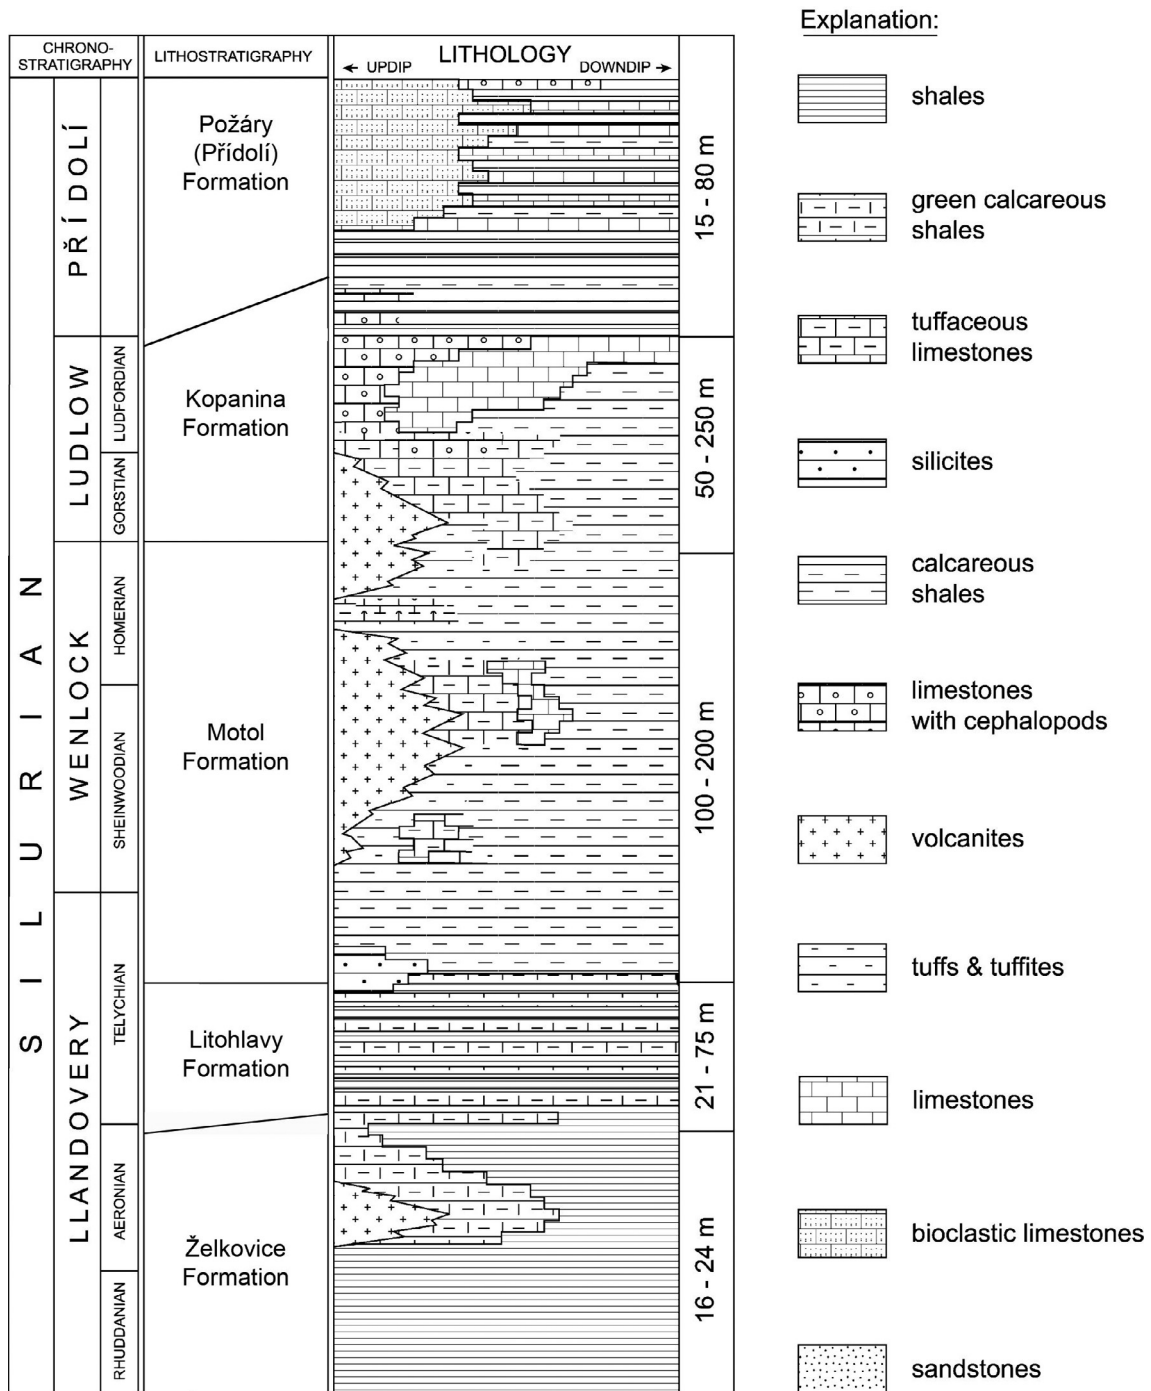 CHRONO-
STRATIGRAPHY
LITHOSTRATIGRAPHY
LITHOLOGY
← UPDIP
DOWNDIP →
SILURIAN
PŘÍDOLÍ
LUDLOW
WENLOCK
LLANDOVERY
LUDFORDIAN
GORSTIAN
HOMERIAN
SHEINWOODIAN
TELYCHIAN
AERONIAN
RHUDDANIAN
Požáry
(Přídolí)
Formation
Kopanina
Formation
Motol
Formation
Litohlavy
Formation
Želkovice
Formation
15 - 80 m
50 - 250 m
100 - 200 m
21 - 75 m
16 - 24 m
Explanation:
shales
green calcareous
shales
tuffaceous
limestones
silicites
calcareous
shales
limestones
with cephalopods
volcanites
tuffs & tuffites
limestones
bioclastic limestones
sandstones